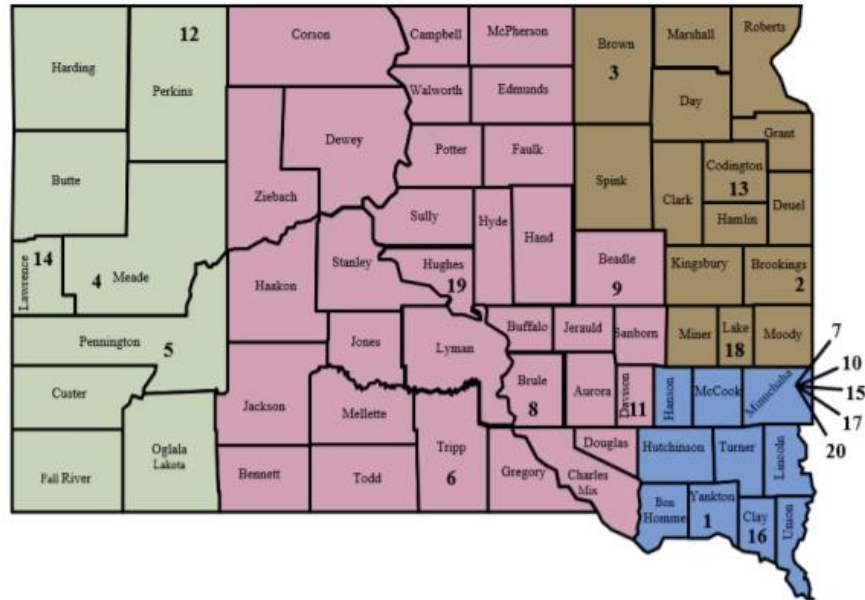 12
Corson
Campbell
McPherson
Brown
3
Marshall
Roberts
Harding
Perkins
Walworth
Edmunds
Day
Dewey
Potter
Faulk
Grant
Butte
Ziebach
Spink
Clark
Codington
13
Deuel
Sully
Hyde
Hand
Hamlin
Lawrence
14
4
Meade
Haakon
Stanley
Hughes
19
Beadle
9
Kingsbury
Brookings
2
Pennington
5
Jones
Lyman
Buffalo
Jerauld
Sanborn
Miner
Lake
18
Moody
7
10
15
17
20
Custer
Jackson
Mellette
Brule
8
Aurora
Davison
11
Hanson
McCook
Minnehaha
Fall River
Oglala
Lakota
Bennett
Todd
Tripp
6
Gregory
Douglas
Charles
Mix
Hutchinson
Turner
Lincoln
Bon
Homme
Yankton
1
Clay
16
Union